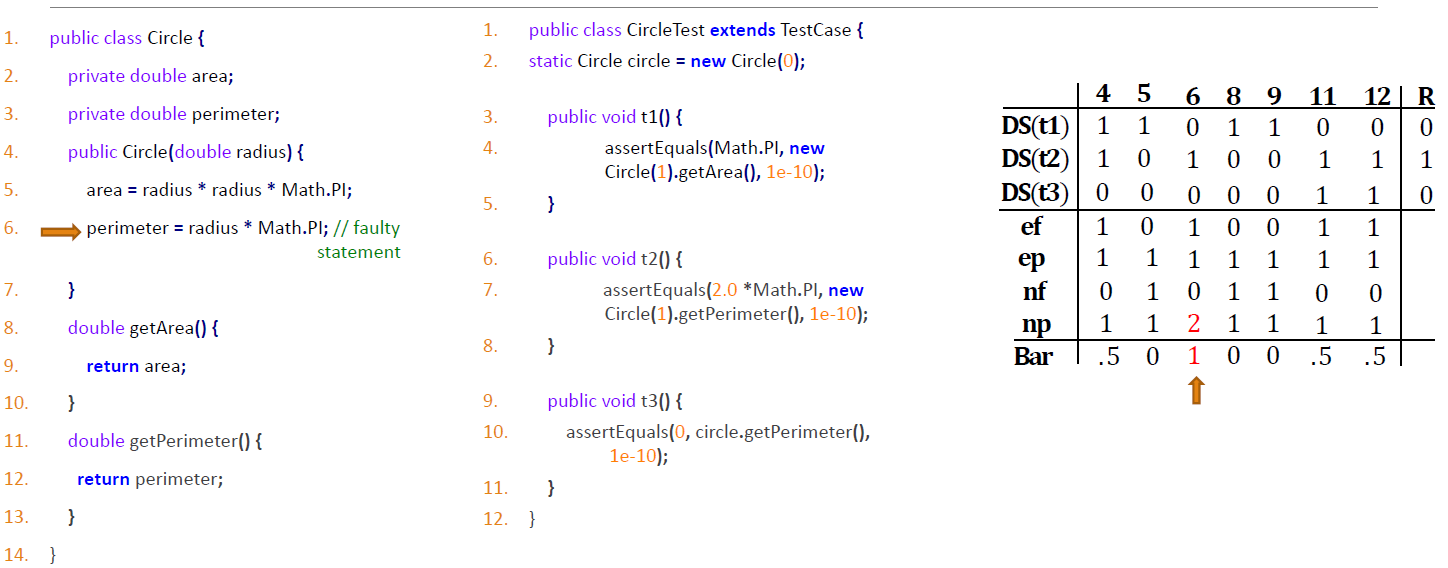 1. public class Circle {
2. private double area;
3. private double perimeter;
4. public Circle(double radius) {
5. area = radius * radius * Math.PI;
6. perimeter = radius * Math.PI; // faulty
statement
7. }
8. double getArea() {
9. return area;
10. }
11. double getPerimeter() {
12. return perimeter;
13. }
14. }
1. public class CircleTest extends TestCase {
2. static Circle circle = new Circle(0);
3. public void t1() {
4. assertEquals(Math.PI, new
Circle(1).getArea(), 1e-10);
5. }
6. public void t2() {
7. assertEquals(2.0 *Math.PI, new
Circle(1).getPerimeter(), 1e-10);
8. }
9. public void t3() {
10. assertEquals(0, circle.getPerimeter(),
1e-10);
11. }
12. }
4 5 6 8 9 11 12 R
DS(t1) 1 1 0 1 1 0 0 0
DS(t2) 1 0 1 0 0 1 1 1
DS(t3) 0 0 0 0 0 1 1 0
ef 1 0 1 0 0 1 1
ep 1 1 1 1 1 1 1
nf 0 1 0 1 1 0 0
np 1 1 2 1 1 1 1
Bar .5 0 1 0 0 .5 .5